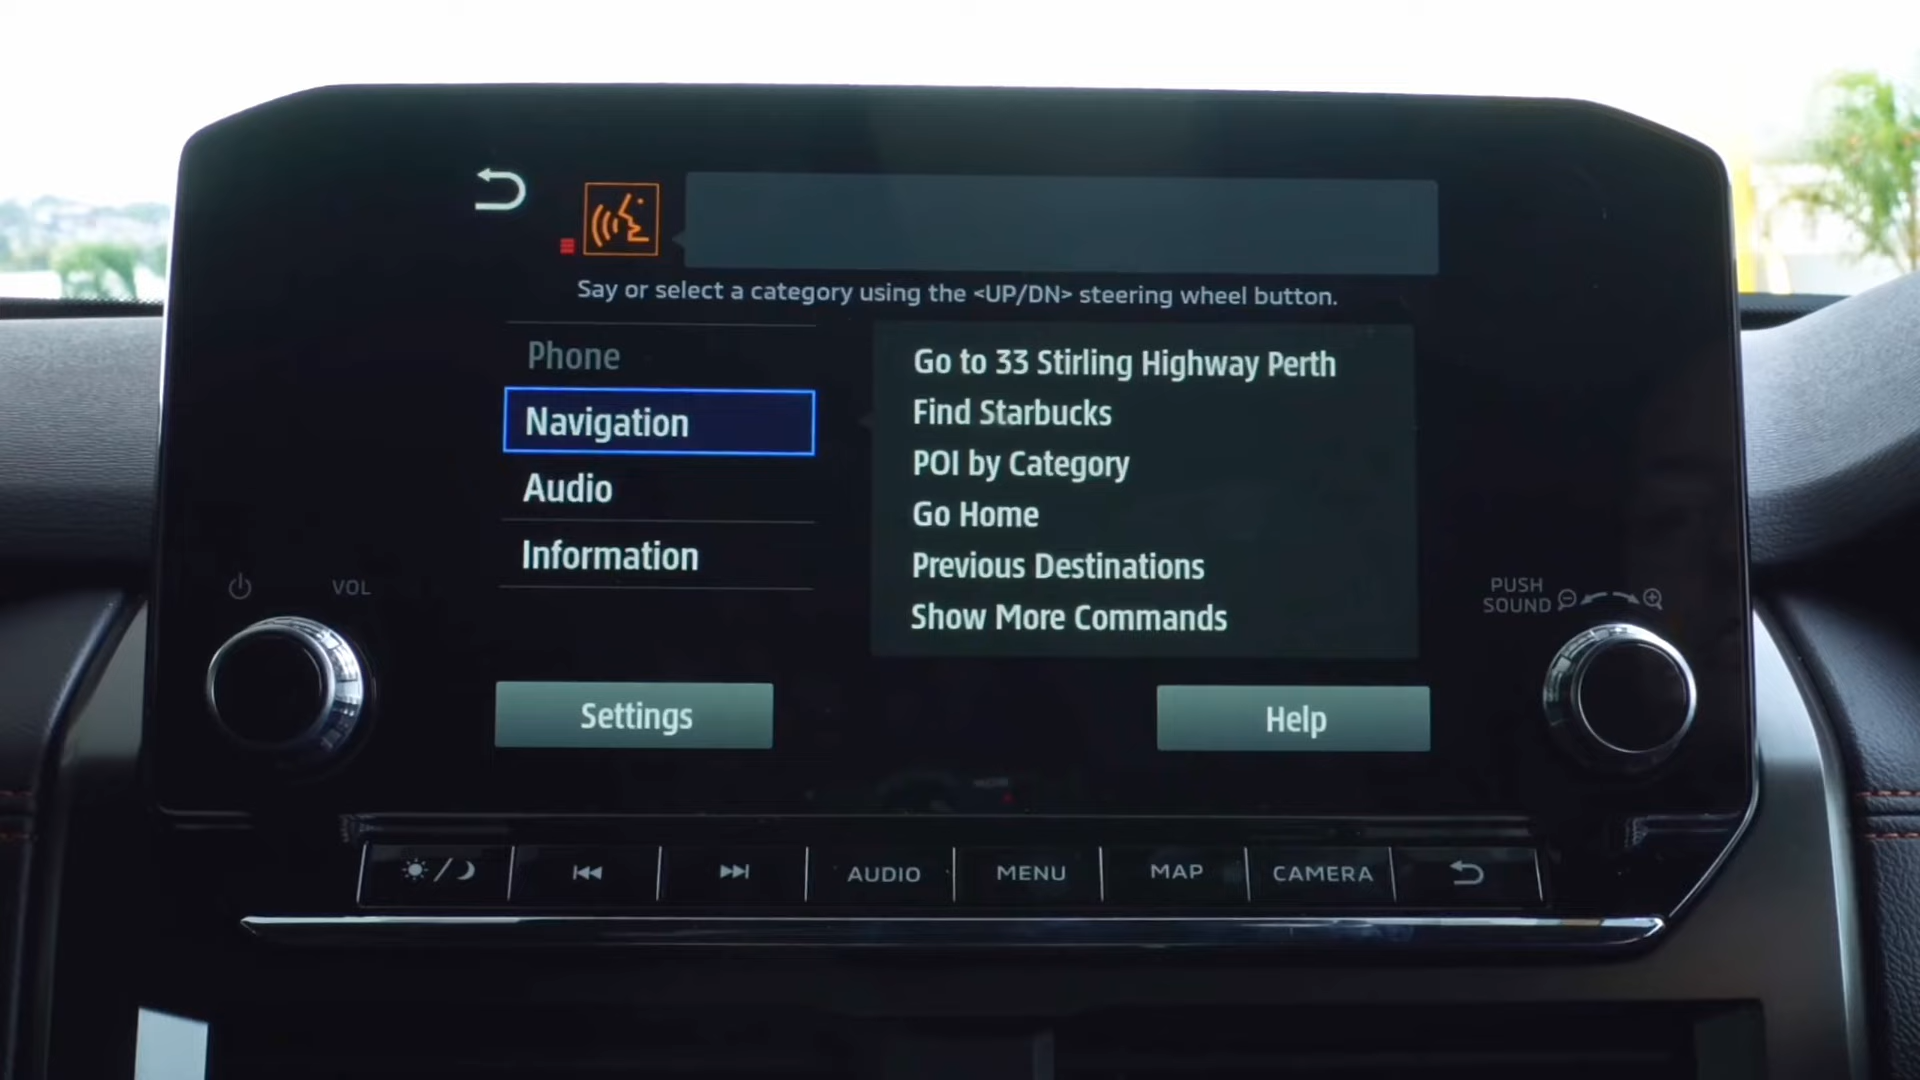 Say or select a category using the <UP/DN> steering wheel button.
Phone
Navigation
Audio
Information
Go to 33 Stirling Highway Perth
Find Starbucks
POI by Category
Go Home
Previous Destinations
Show More Commands
VOL
PUSH
SOUND
Settings
Help
AUDIO
MENU
MAP
CAMERA